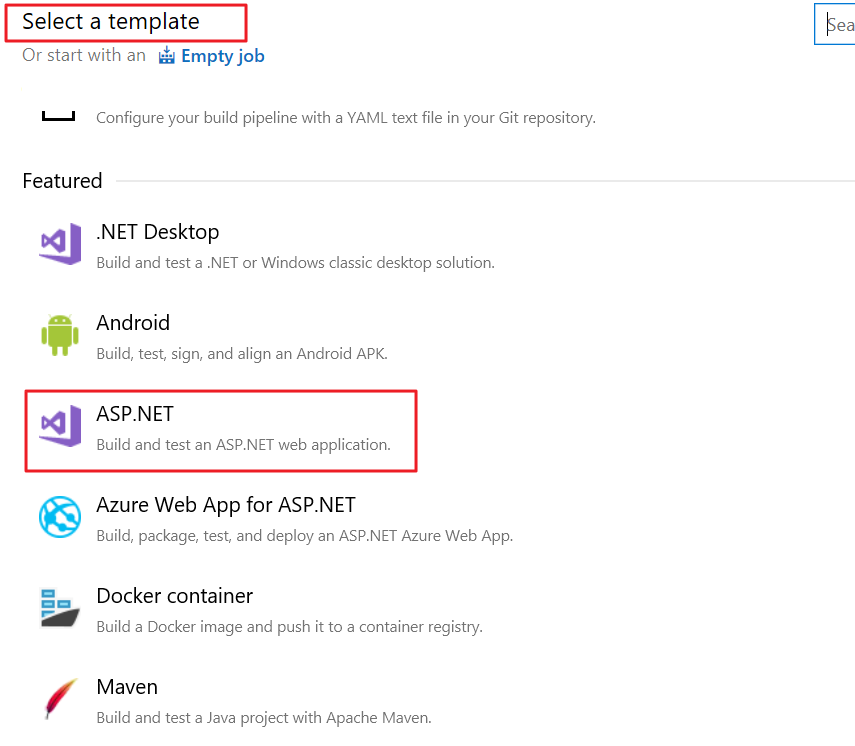 Select a template
Sea
Or start with an Empty job
Configure your build pipeline with a YAML text file in your Git repository.
Featured
.NET Desktop
Build and test a .NET or Windows classic desktop solution.
Android
Build, test, sign, and align an Android APK.
ASP.NET
Build and test an ASP.NET web application.
Azure Web App for ASP.NET
Build, package, test, and deploy an ASP.NET Azure Web App.
Docker container
Build a Docker image and push it to a container registry.
Maven
Build and test a Java project with Apache Maven.